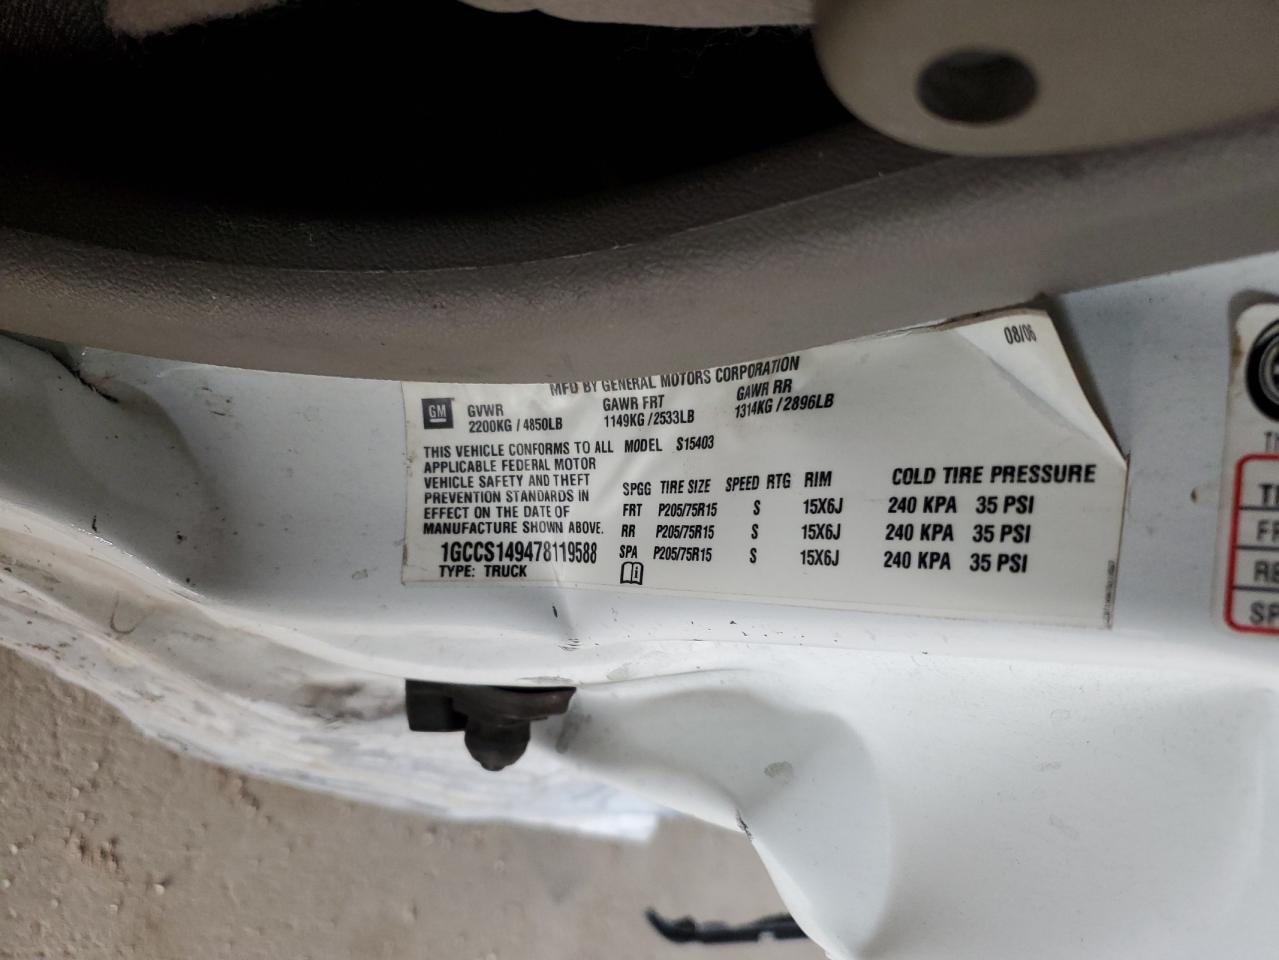 08/06
MFD BY GENERAL MOTORS CORPORATION
GM
GVWR GAWR FRT GAWR RR
2200KG / 4850LB 1149KG / 2533LB 1314KG / 2896LB
THIS VEHICLE CONFORMS TO ALL MODEL S15403
APPLICABLE FEDERAL MOTOR
VEHICLE SAFETY AND THEFT
PREVENTION STANDARDS IN
EFFECT ON THE DATE OF
MANUFACTURE SHOWN ABOVE.
1GCCS149478119588
TYPE: TRUCK
SPGG TIRE SIZE SPEED RTG RIM COLD TIRE PRESSURE
FRT P205/75R15 S 15X6J 240 KPA 35 PSI
RR P205/75R15 S 15X6J 240 KPA 35 PSI
SPA P205/75R15 S 15X6J 240 KPA 35 PSI